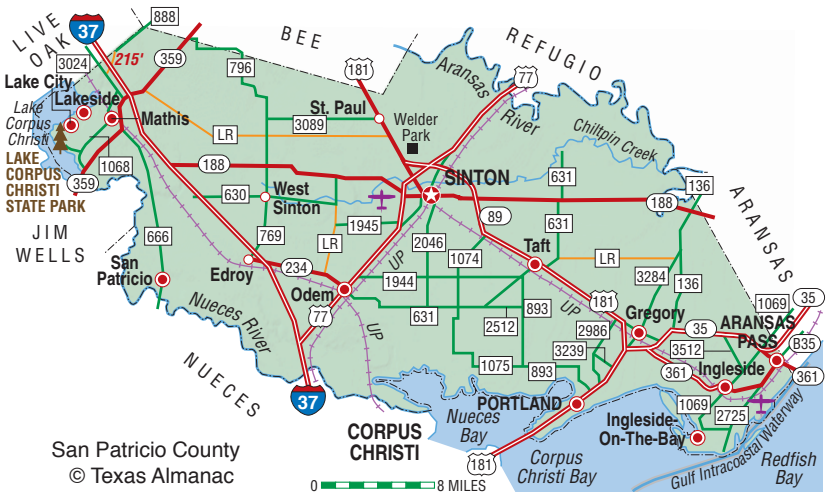 888
LIVE
OAK
37
BEE
REFUGIO
215'
359
3024
796
181
Aransas
River
77
Lake City
Lakeside
Lake
Corpus
Christi
Mathis
St. Paul
3089
Welder
Park
LR
Chiltpin Creek
1068
LAKE
CORPUS
CHRISTI
STATE PARK
359
188
SINTON
631
136
ARANSAS
630
West
Sinton
188
JIM
WELLS
666
769
LR
1945
2046
89
631
1074
Taft
LR
San
Patricio
Edroy
234
UP
3284
136
Odem
1944
181
1069
35
Nueces River
77
UP
631
893
2512
UP
2986
Gregory
35
ARANSAS
PASS
B35
NUECES
3239
3512
1075
893
361
Ingleside
361
37
PORTLAND
1069
2725
Nueces
Bay
CORPUS
CHRISTI
Ingleside-
On-The-Bay
San Patricio County
© Texas Almanac
181
Corpus
Christi Bay
Gulf Intracoastal Waterway
Redfish
Bay
0 8 MILES